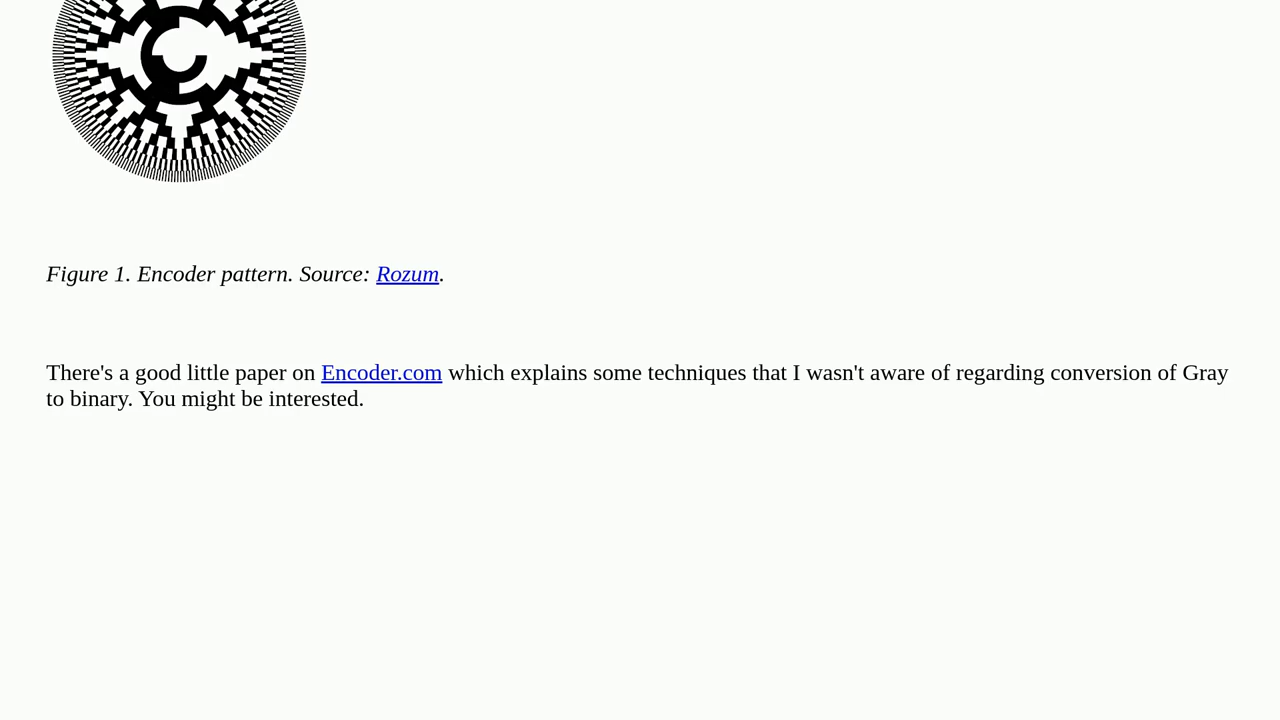 Figure 1. Encoder pattern. Source: Rozum.
There's a good little paper on Encoder.com which explains some techniques that I wasn't aware of regarding conversion of Gray
to binary. You might be interested.